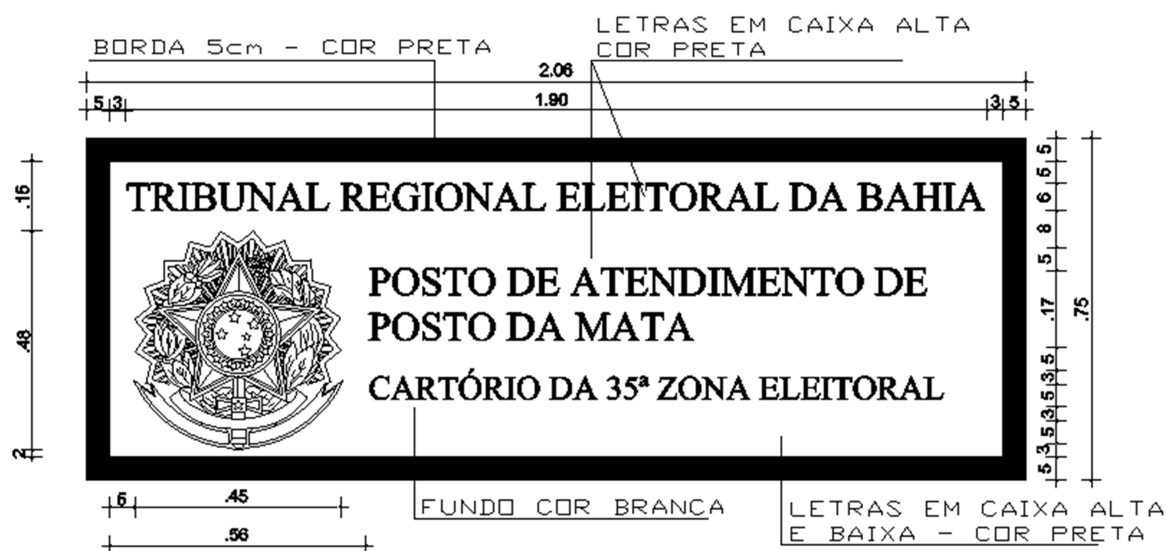 LETRAS EM CAIXA ALTA
BORDA 5cm - COR PRETA
COR PRETA
2.06
5 3 1.90 3 5
TRIBUNAL REGIONAL ELEITORAL DA BAHIA
POSTO DE ATENDIMENTO DE
POSTO DA MATA
CARTÓRIO DA 35ª ZONA ELEITORAL
.15
.48
2
5
5
6
8
5
.17
5
3
5
3
5
3
5
.75
5 .45
.56
FUNDO COR BRANCA
LETRAS EM CAIXA ALTA
E BAIXA - COR PRETA